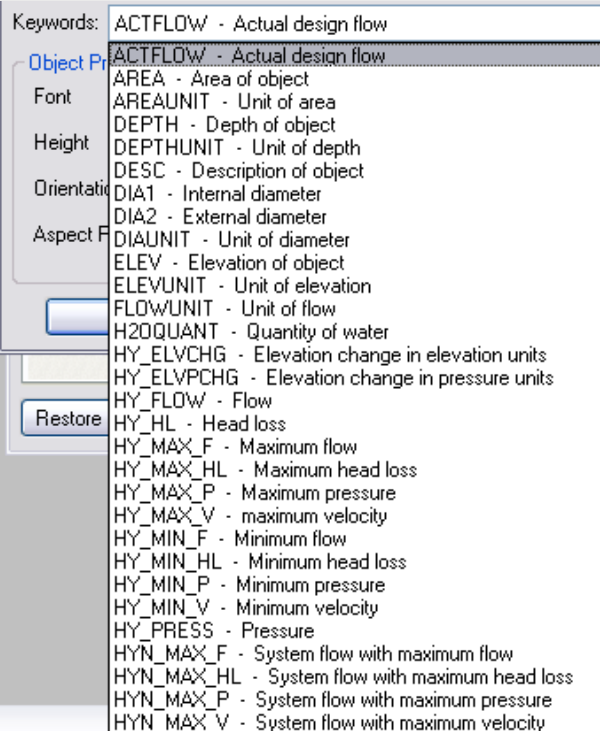 Keywords: ACTFLOW - Actual design flow
ACTFLOW - Actual design flow
Object Pr
AREA - Area of object
Font
AREAUNIT - Unit of area
DEPTH - Depth of object
Height
DEPTHUNIT - Unit of depth
DESC - Description of object
Orientatio
DIA1 - Internal diameter
DIA2 - External diameter
Aspect F
DIAUNIT - Unit of diameter
ELEV - Elevation of object
ELEVUNIT - Unit of elevation
FLOWUNIT - Unit of flow
H2OQUANT - Quantity of water
HY_ELVCHG - Elevation change in elevation units
HY_ELVPCHG - Elevation change in pressure units
HY_FLOW - Flow
Restore
HY_HL - Head loss
HY_MAX_F - Maximum flow
HY_MAX_HL - Maximum head loss
HY_MAX_P - Maximum pressure
HY_MAX_V - maximum velocity
HY_MIN_F - Minimum flow
HY_MIN_HL - Minimum head loss
HY_MIN_P - Minimum pressure
HY_MIN_V - Minimum velocity
HY_PRESS - Pressure
HYN_MAX_F - System flow with maximum flow
HYN_MAX_HL - System flow with maximum head loss
HYN_MAX_P - System flow with maximum pressure
HYN_MAX_V - System flow with maximum velocity